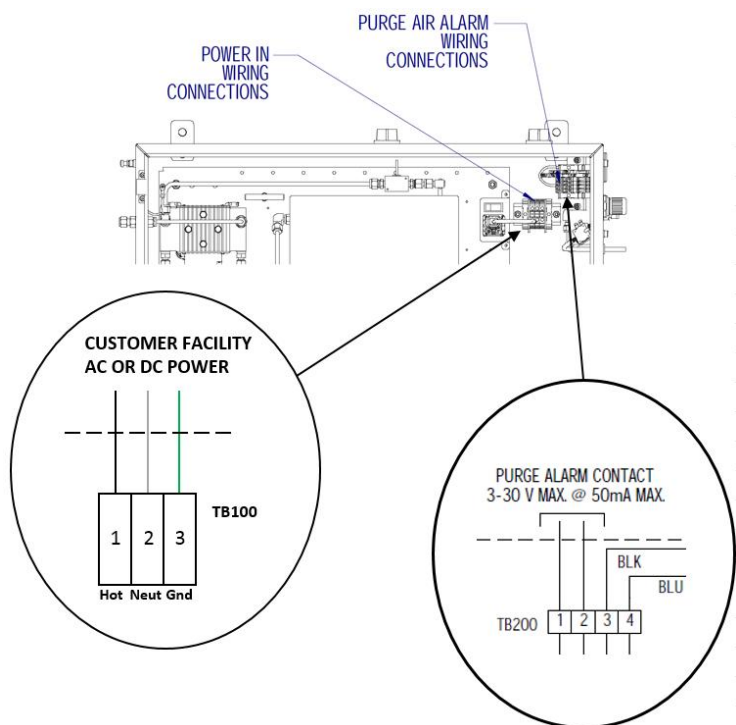 PURGE AIR ALARM
WIRING
CONNECTIONS
POWER IN
WIRING
CONNECTIONS
CUSTOMER FACILITY
AC OR DC POWER
TB100
1 2 3
Hot Neut Gnd
PURGE ALARM CONTACT
3-30 V MAX. @ 50mA MAX.
BLK
BLU
TB200 1 2 3 4